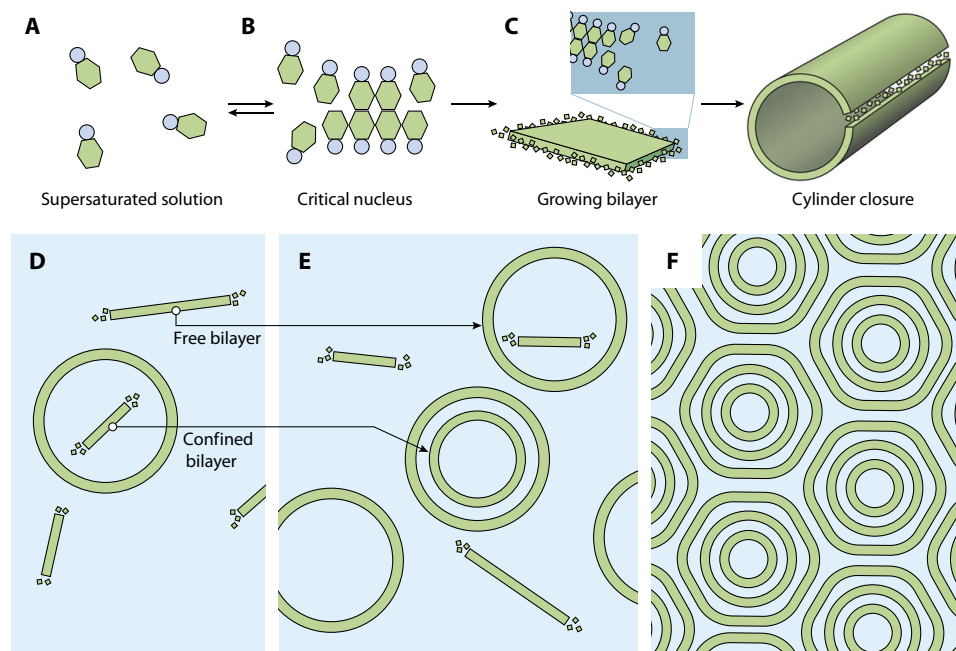 A
B
C
Supersaturated solution
Critical nucleus
Growing bilayer
Cylinder closure
D
E
F
Free bilayer
Confined
bilayer